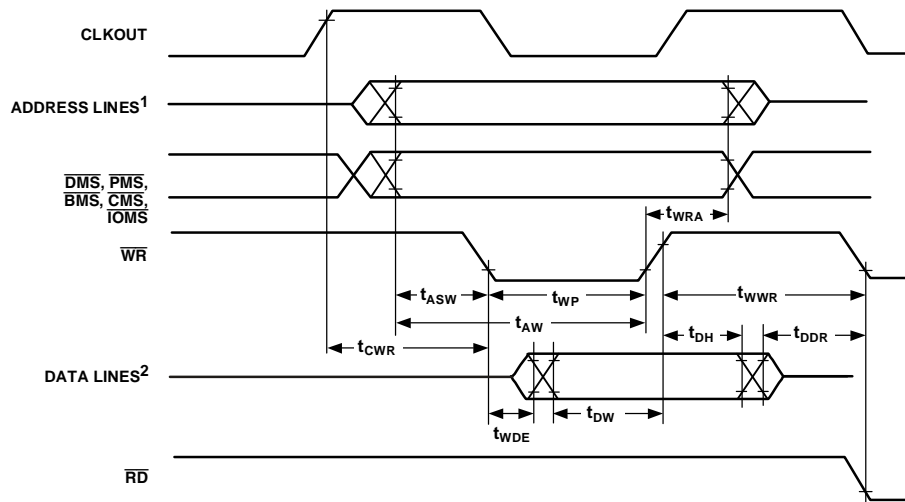 CLKOUT
ADDRESS LINES¹
DMS, PMS,
BMS, CMS,
IOMS
tWRA
WR
tASW
tWP
tWWR
tAW
tCWR
tDH
tDDR
DATA LINES²
tWDE
tDW
RD